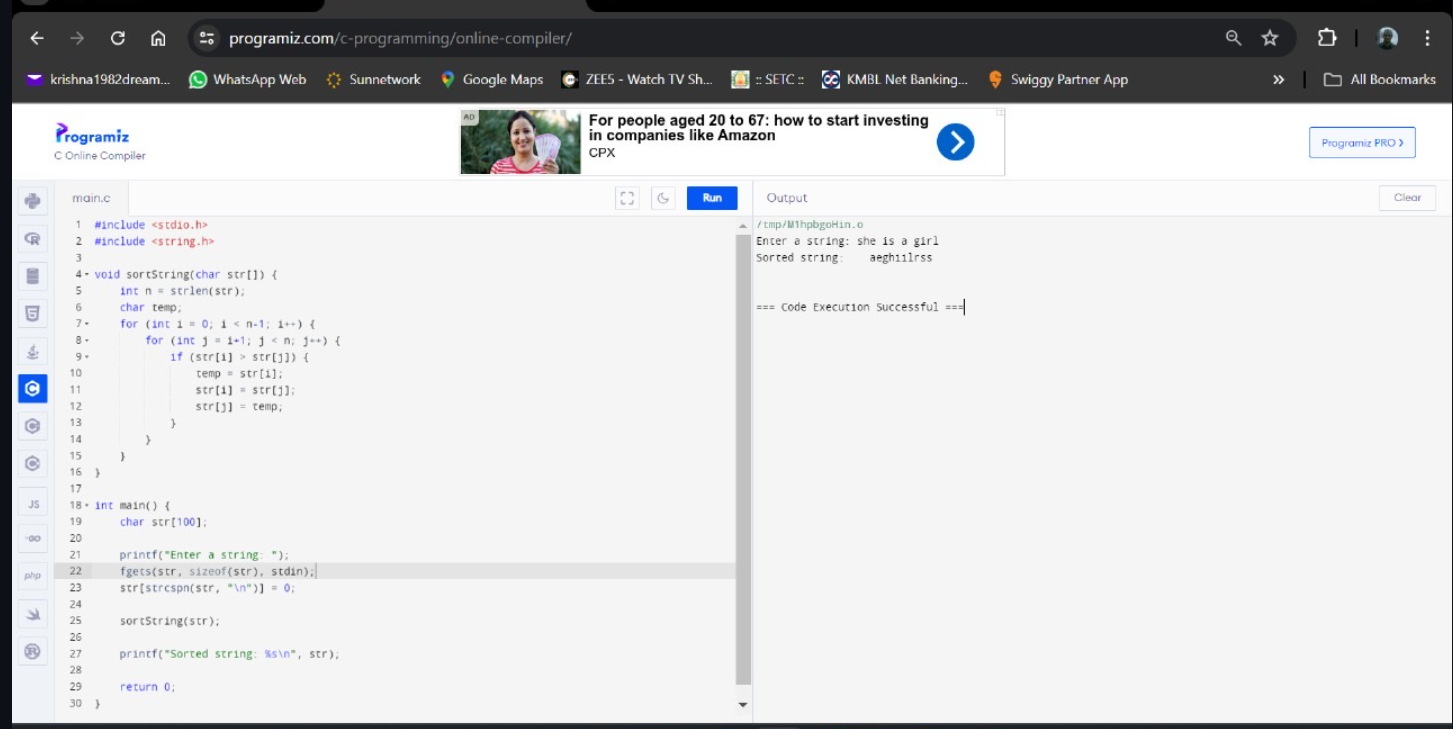 programiz.com/c-programming/online-compiler/
krishna1982dream... WhatsApp Web Sunnetwork Google Maps ZEE5 - Watch TV Sh... :: SETC :: KMBL Net Banking... Swiggy Partner App » All Bookmarks
Programiz
C Online Compiler
AD
For people aged 20 to 67: how to start investing
in companies like Amazon
CPX
Programiz PRO >
main.c
Run
Output
Clear
1 #include <stdio.h>
2 #include <string.h>
3
4 void sortString(char str[]) {
5 int n = strlen(str);
6 char temp;
7 for (int i = 0; i < n-1; i++) {
8 for (int j = i+1; j < n; j++) {
9 if (str[i] > str[j]) {
10 temp = str[i];
11 str[i] = str[j];
12 str[j] = temp;
13 }
14 }
15 }
16 }
17
18 int main() {
19 char str[100];
20
21 printf("Enter a string: ");
22 fgets(str, sizeof(str), stdin);
23 str[strcspn(str, "\n")] = 0;
24
25 sortString(str);
26
27 printf("Sorted string: %s\n", str);
28
29 return 0;
30 }
/tmp/M1hpbgoHin.o
Enter a string: she is a girl
Sorted string:    aeghiilrss
=== Code Execution Successful ===
JS
GO
php